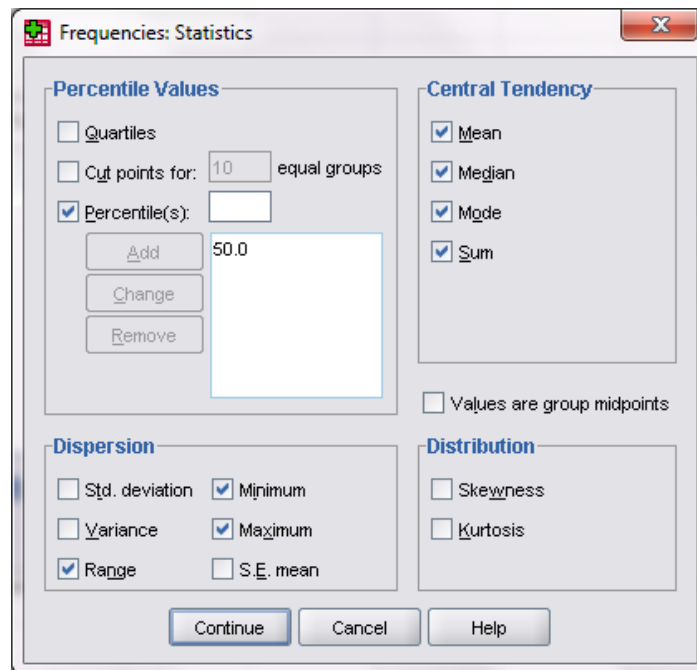 Frequencies: Statistics
Percentile Values
Quartiles
Cut points for: 10 equal groups
Percentile(s):
Add
50.0
Change
Remove
Central Tendency
Mean
Median
Mode
Sum
Values are group midpoints
Dispersion
Std. deviation
Minimum
Variance
Maximum
Range
S.E. mean
Distribution
Skewness
Kurtosis
Continue
Cancel
Help